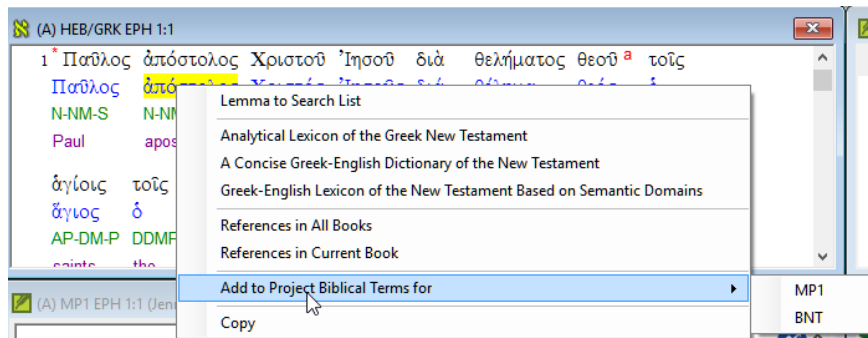 (A) HEB/GRK EPH 1:1
1 * Παῦλος ἀπόστολος Χριστοῦ Ἰησοῦ διὰ θελήματος θεοῦ a τοῖς
Παῦλος
N-NM-S
Paul
ἁγίοις τοῖς
ἅγιος ὁ
AP-DM-P
saints the
Lemma to Search List
Analytical Lexicon of the Greek New Testament
A Concise Greek-English Dictionary of the New Testament
Greek-English Lexicon of the New Testament Based on Semantic Domains
References in All Books
References in Current Book
Add to Project Biblical Terms for
Copy
MP1
BNT
(A) MP1 EPH 1:1